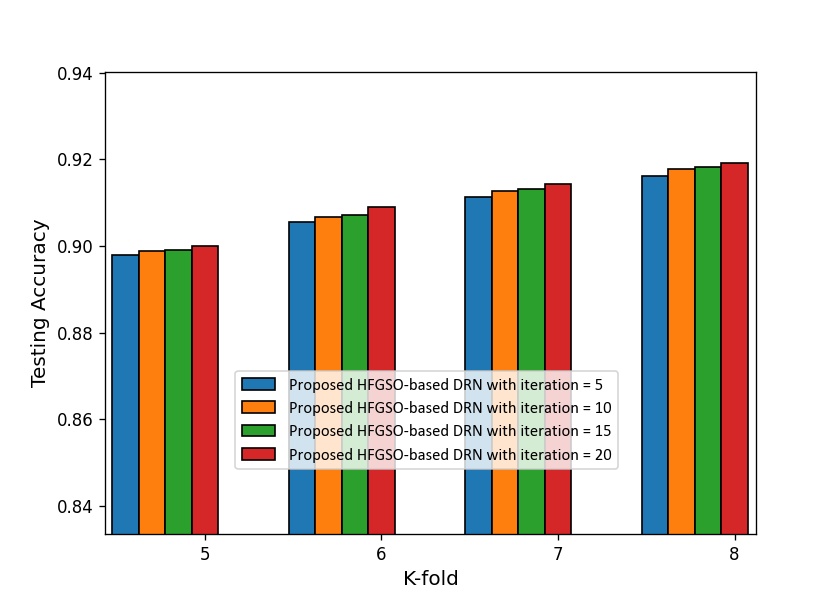 0.94
0.92
0.90
0.88
0.86
0.84
Testing Accuracy
Proposed HFGSO-based DRN with iteration = 5
Proposed HFGSO-based DRN with iteration = 10
Proposed HFGSO-based DRN with iteration = 15
Proposed HFGSO-based DRN with iteration = 20
5 6 7 8
K-fold